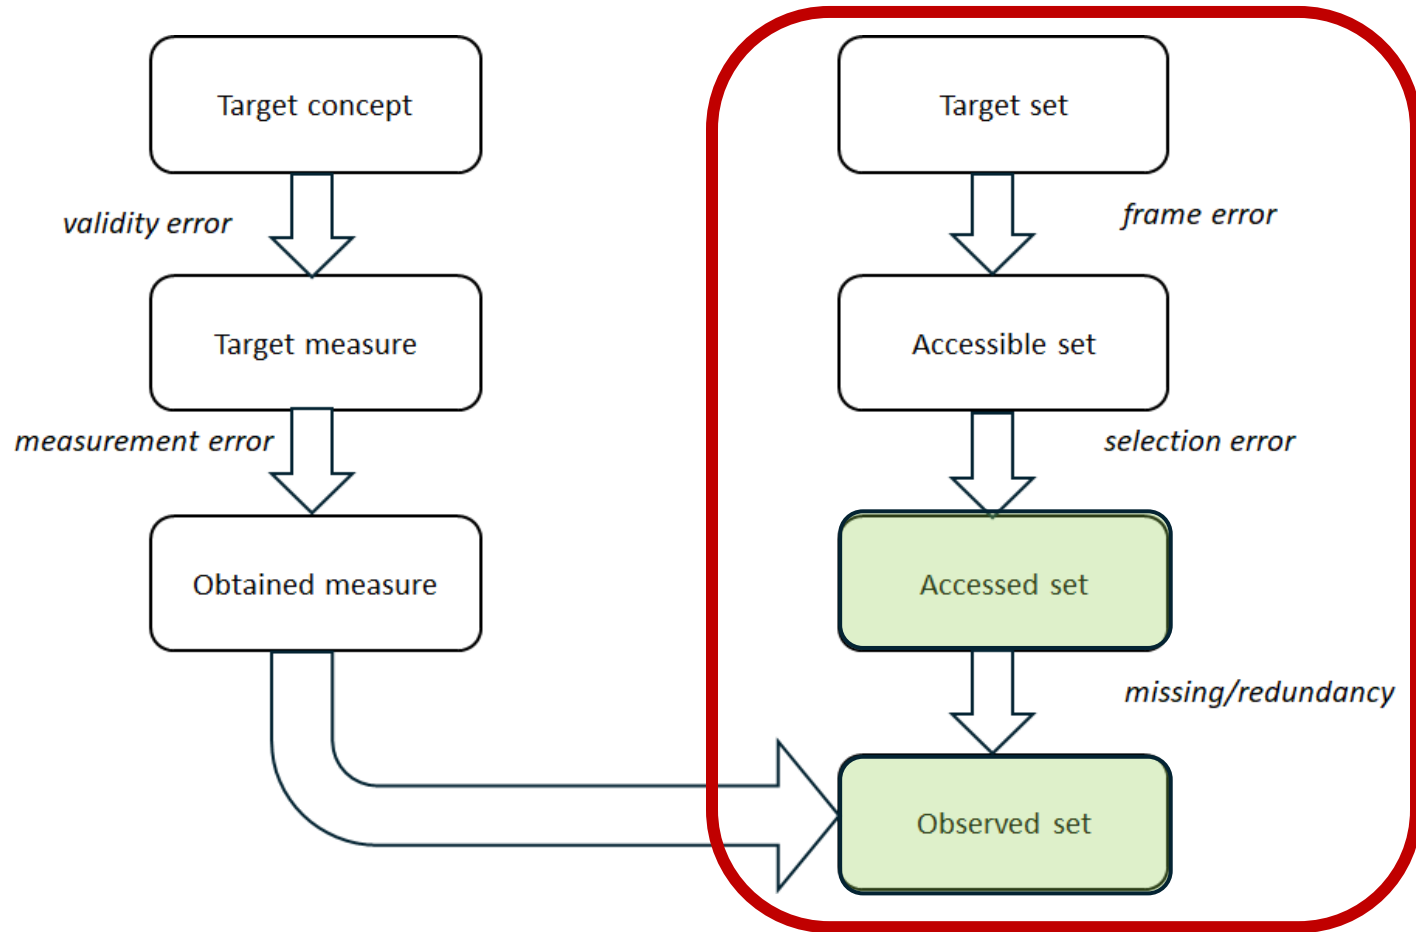 Target concept
Target set
validity error
frame error
Target measure
Accessible set
measurement error
selection error
Obtained measure
Accessed set
missing/redundancy
Observed set